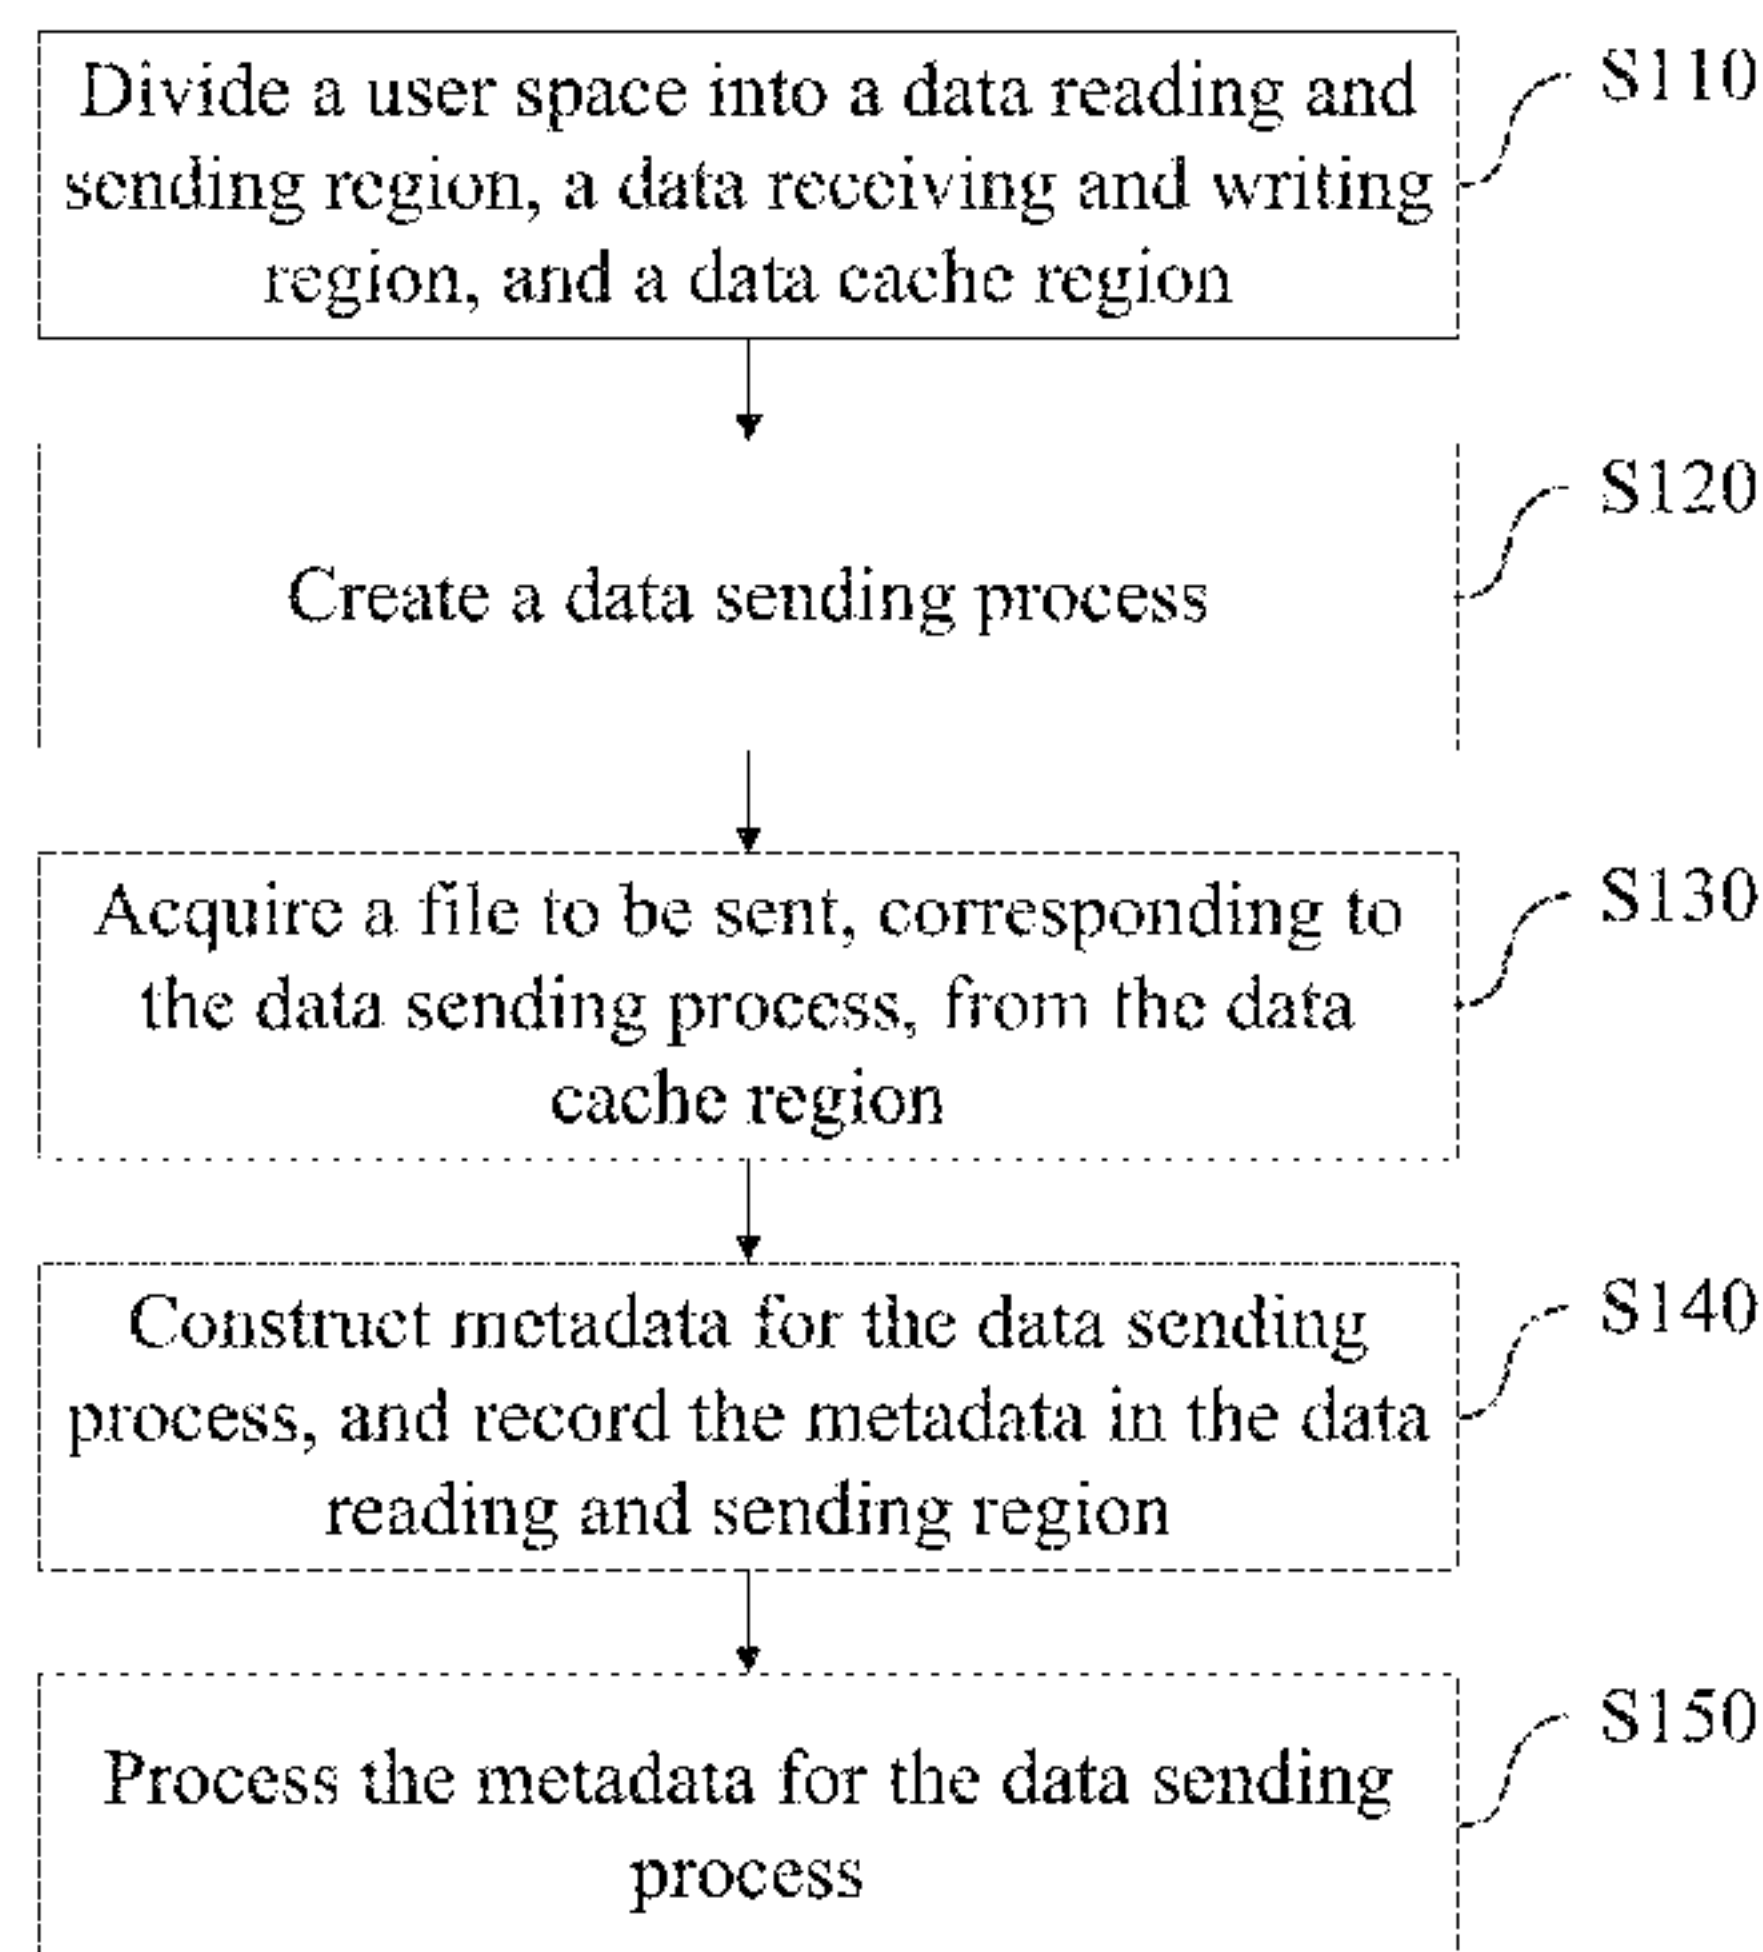 Divide a user space into a data reading and
sending region, a data receiving and writing
region, and a data cache region
S110
Create a data sending process
S120
Acquire a file to be sent, corresponding to
the data sending process, from the data
cache region
S130
Construct metadata for the data sending
process, and record the metadata in the data
reading and sending region
S140
Process the metadata for the data sending
process
S150